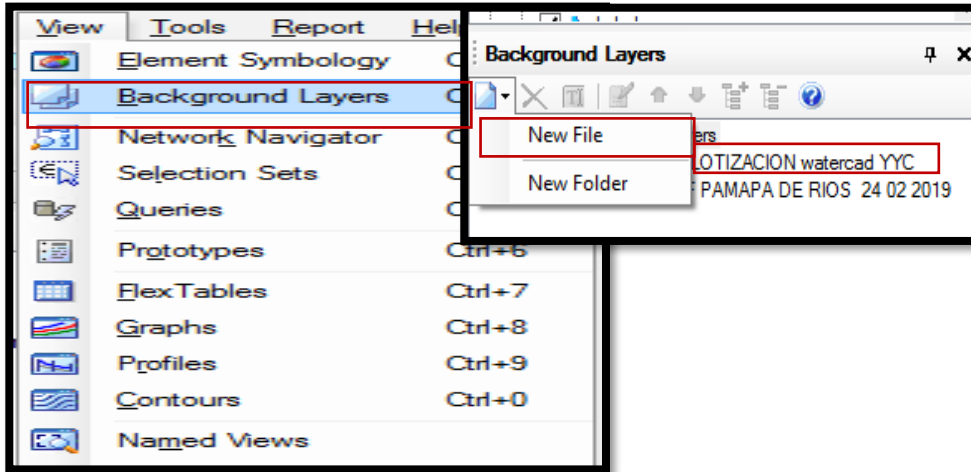 View Tools Report Hel
Element Symbology C
Background Layers C
Network Navigator C
Selection Sets C
Queries C
Prototypes Ctrl+6
FlexTables Ctrl+7
Graphs Ctrl+8
Profiles Ctrl+9
Contours Ctrl+0
Named Views
Background Layers
New File
ers
LOTIZACION watercad YYC
New Folder
PAMAPA DE RIOS 24 02 2019